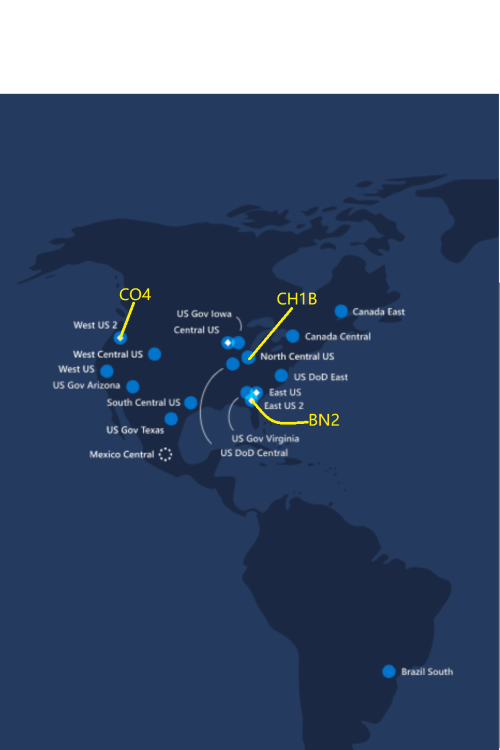 CO4
CH1B
US Gov Iowa
Canada East
West US 2
Central US
Canada Central
West Central US
North Central US
West US
US DoD East
US Gov Arizona
East US
South Central US
East US 2
BN2
US Gov Texas
US Gov Virginia
Mexico Central
US DoD Central
Brazil South